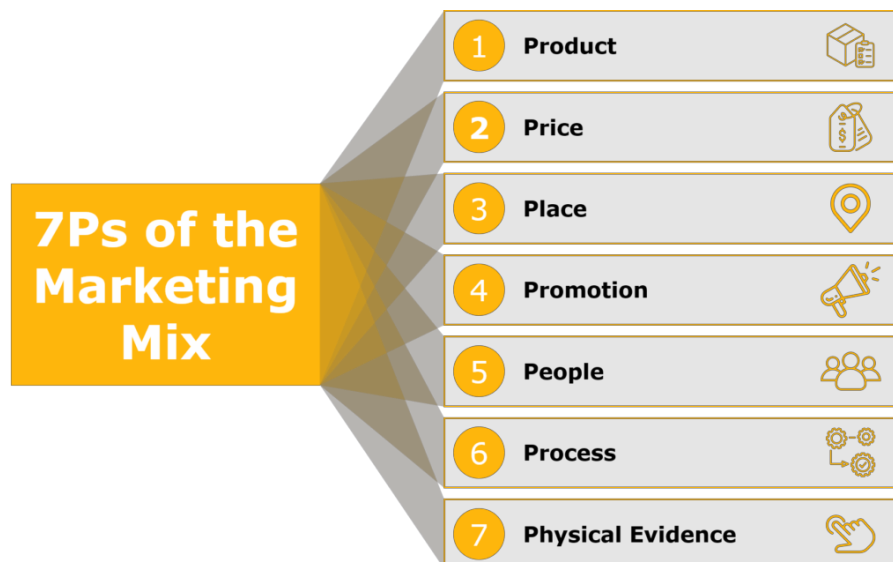 7Ps of the
Marketing
Mix
1 Product
2 Price
$
$
3 Place
4 Promotion
5 People
6 Process
7 Physical Evidence